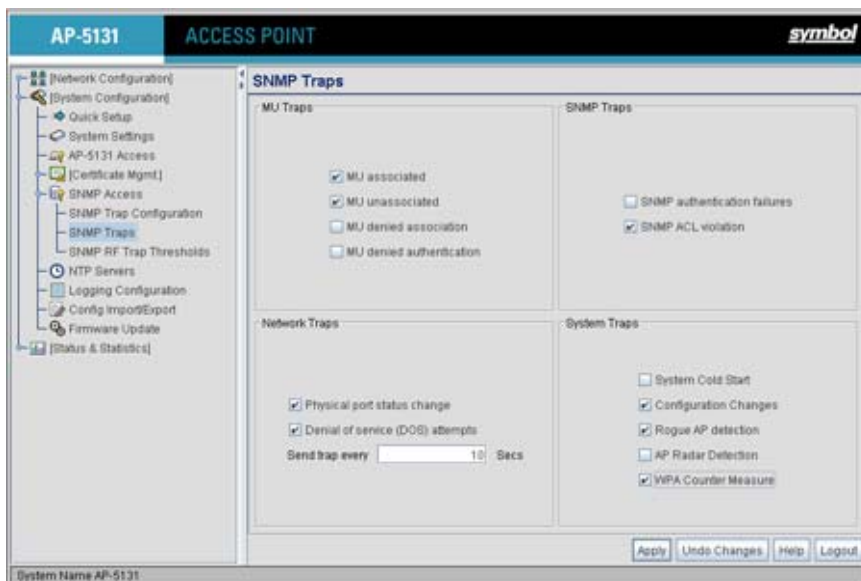 AP-5131
ACCESS POINT
symbol
[Network Configuration]
[System Configuration]
Quick Setup
System Settings
AP-5131 Access
[Certificate Mgmt.]
SNMP Access
SNMP Trap Configuration
SNMP Traps
SNMP RF Trap Thresholds
NTP Servers
Logging Configuration
Config Import/Export
Firmware Update
[Status & Statistics]
SNMP Traps
MU Traps
MU associated
MU unassociated
MU denied association
MU denied authentication
SNMP Traps
SNMP authentication failures
SNMP ACL violation
Network Traps
Physical port status change
Denial of service (DOS) attempts
Send trap every 10 Secs
System Traps
System Cold Start
Configuration Changes
Rogue AP detection
AP Radar Detection
WPA Counter Measure
Apply Undo Changes Help Logout
System Name AP-5131